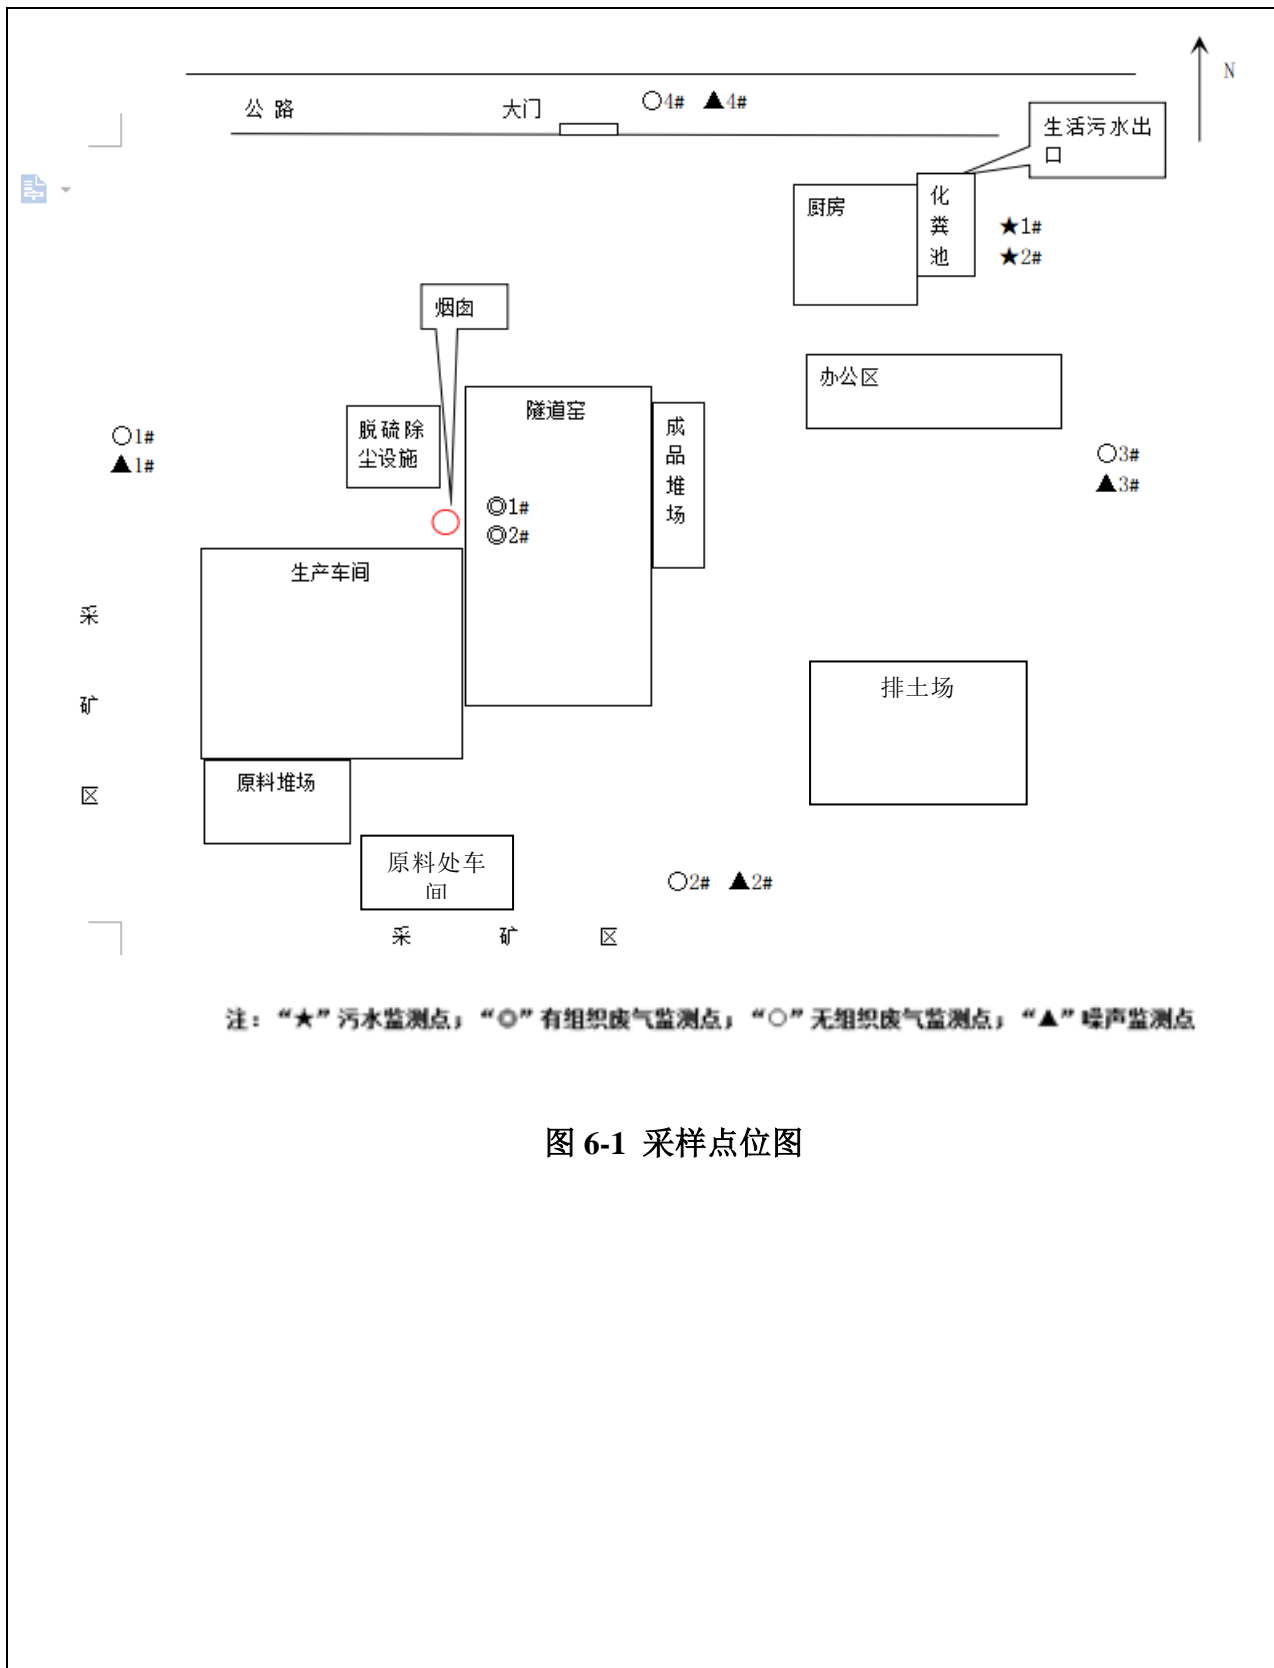 N
公 路
大门
○4# ▲4#
生活污水出
口
厨房
化
粪
池
★1#
★2#
烟囱
办公区
隧道窑
脱硫除
尘设施
成
品
堆
场
○1#
▲1#
○3#
▲3#
◎1#
◎2#
生产车间
采
矿
区
排土场
原料堆场
原料处车
间
○2# ▲2#
采 矿 区
注：“★”污水监测点；“◎”有组织废气监测点；“○”无组织废气监测点；“▲”噪声监测点
图 6-1 采样点位图